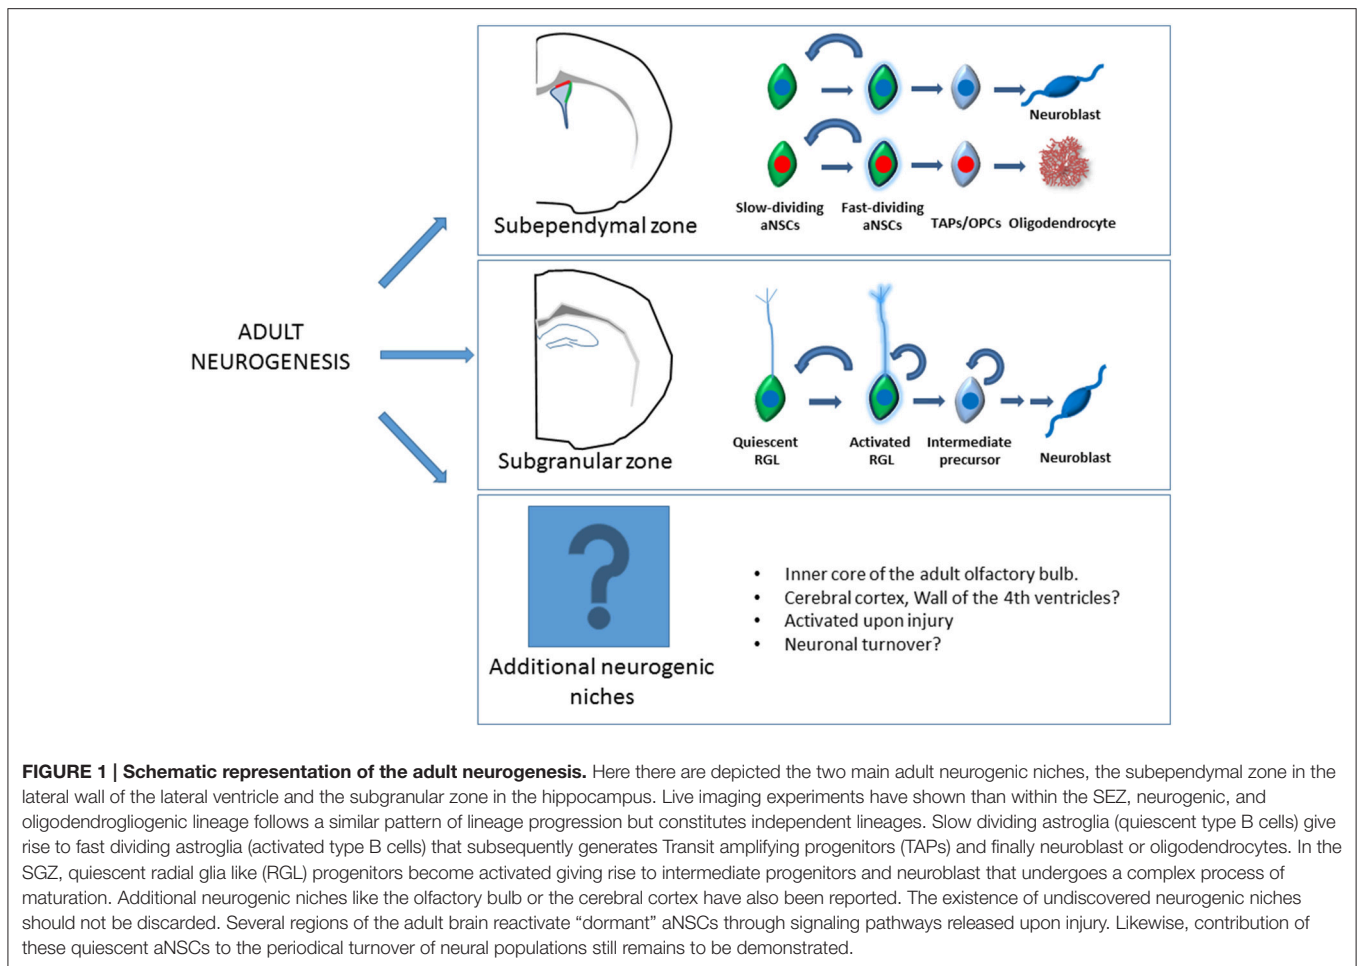 Neuroblast
Slow-dividing
aNSCs
Fast-dividing
aNSCs
TAPs/OPCs
Oligodendrocyte
Subependymal zone
ADULT
NEUROGENESIS
Quiescent
RGL
Activated
RGL
Intermediate
precursor
Neuroblast
Subgranular zone
?
Additional neurogenic
niches
• Inner core of the adult olfactory bulb.
• Cerebral cortex, Wall of the 4th ventricles?
• Activated upon injury
• Neuronal turnover?
FIGURE 1 | Schematic representation of the adult neurogenesis. Here there are depicted the two main adult neurogenic niches, the subependymal zone in the
lateral wall of the lateral ventricle and the subgranular zone in the hippocampus. Live imaging experiments have shown than within the SEZ, neurogenic, and
oligodendrogliogenic lineage follows a similar pattern of lineage progression but constitutes independent lineages. Slow dividing astroglia (quiescent type B cells) give
rise to fast dividing astroglia (activated type B cells) that subsequently generates Transit amplifying progenitors (TAPs) and finally neuroblast or oligodendrocytes. In the
SGZ, quiescent radial glia like (RGL) progenitors become activated giving rise to intermediate progenitors and neuroblast that undergoes a complex process of
maturation. Additional neurogenic niches like the olfactory bulb or the cerebral cortex have also been reported. The existence of undiscovered neurogenic niches
should not be discarded. Several regions of the adult brain reactivate “dormant” aNSCs through signaling pathways released upon injury. Likewise, contribution of
these quiescent aNSCs to the periodical turnover of neural populations still remains to be demonstrated.